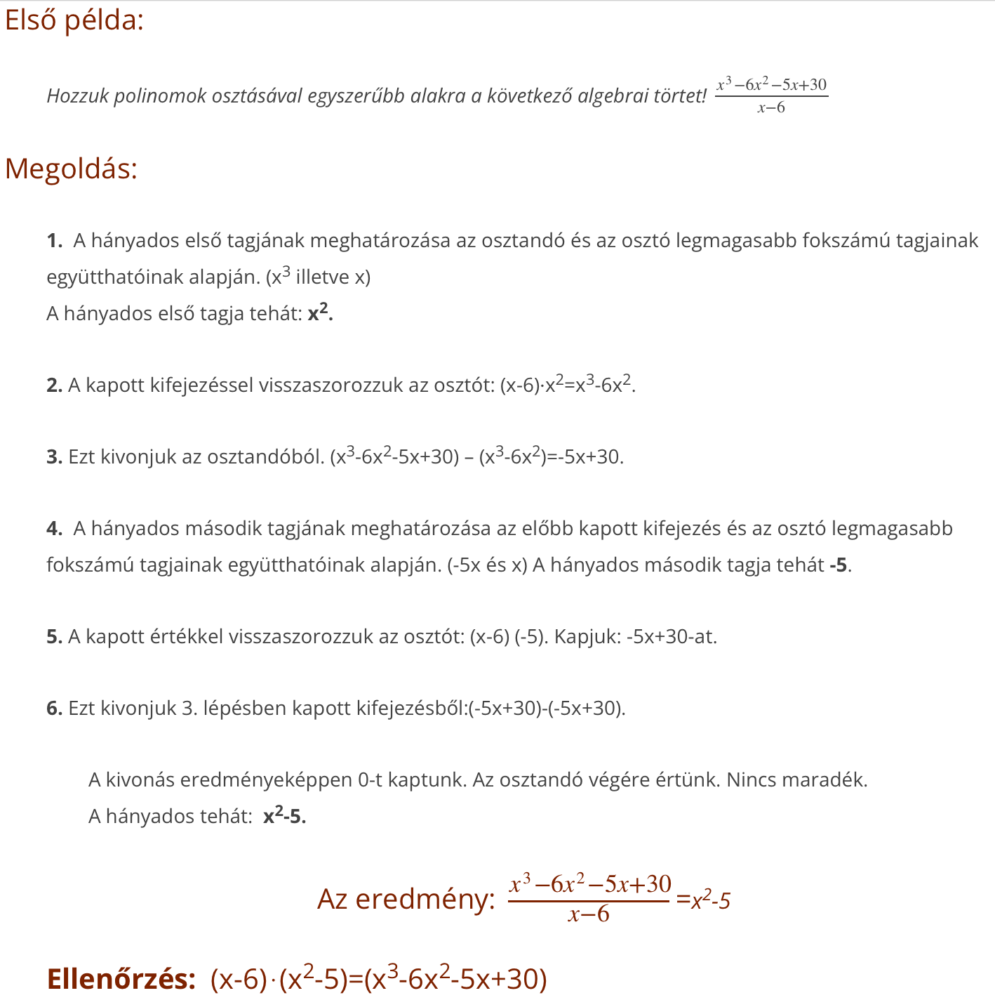 Első példa:
Hozzuk polinomok osztásával egyszerűbb alakra a következő algebrai törtet! \frac{x^3-6x^2-5x+30}{x-6}
Megoldás:
1. A hányados első tagjának meghatározása az osztandó és az osztó legmagasabb fokszámú tagjainak
együtthatóinak alapján. (x³ illetve x)
A hányados első tagja tehát: x².
2. A kapott kifejezéssel visszaszorozzuk az osztót: (x-6)·x²=x³-6x².
3. Ezt kivonjuk az osztandóból. (x³-6x²-5x+30) – (x³-6x²)=-5x+30.
4. A hányados második tagjának meghatározása az előbb kapott kifejezés és az osztó legmagasabb
fokszámú tagjainak együtthatóinak alapján. (-5x és x) A hányados második tagja tehát -5.
5. A kapott értékkel visszaszorozzuk az osztót: (x-6) (-5). Kapjuk: -5x+30-at.
6. Ezt kivonjuk 3. lépésben kapott kifejezésből:(-5x+30)-(-5x+30).
A kivonás eredményeképpen 0-t kaptunk. Az osztandó végére értünk. Nincs maradék.
A hányados tehát: x²-5.
Az eredmény: \frac{x^3-6x^2-5x+30}{x-6} =x²-5
Ellenőrzés: (x-6)·(x²-5)=(x³-6x²-5x+30)